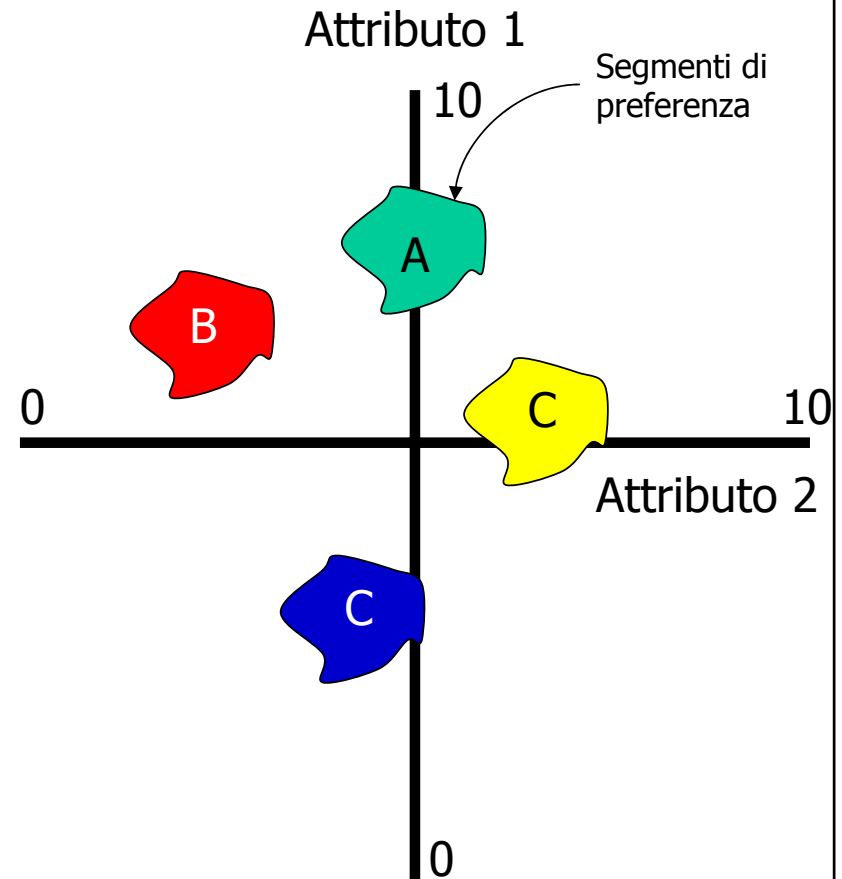 Attributo 1
Segmenti di
preferenza
10
A
B
C
0
10
Attributo 2
C
0